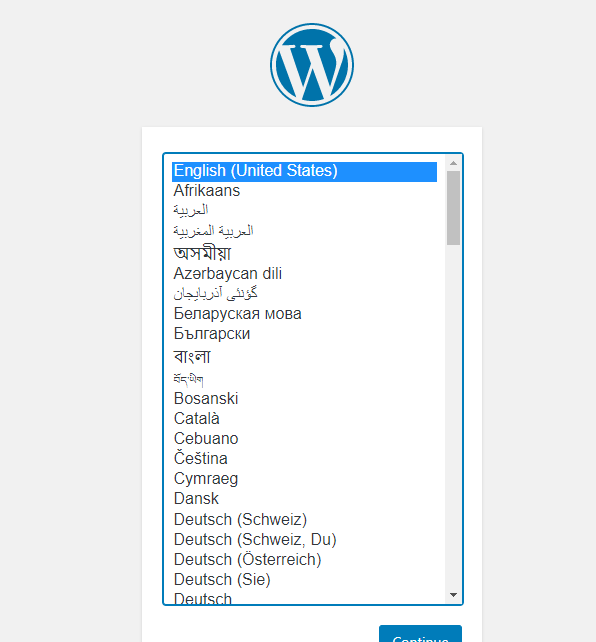 English (United States)
Afrikaans
العربية
العربية المغربية
অসমীয়া
Azərbaycan dili
گؤنئی آذربایجان
Беларуская мова
Български
বাংলা
བོད་ཡིག
Bosanski
Català
Cebuano
Čeština
Cymraeg
Dansk
Deutsch (Schweiz)
Deutsch (Schweiz, Du)
Deutsch (Österreich)
Deutsch (Sie)
Deutsch
Continue